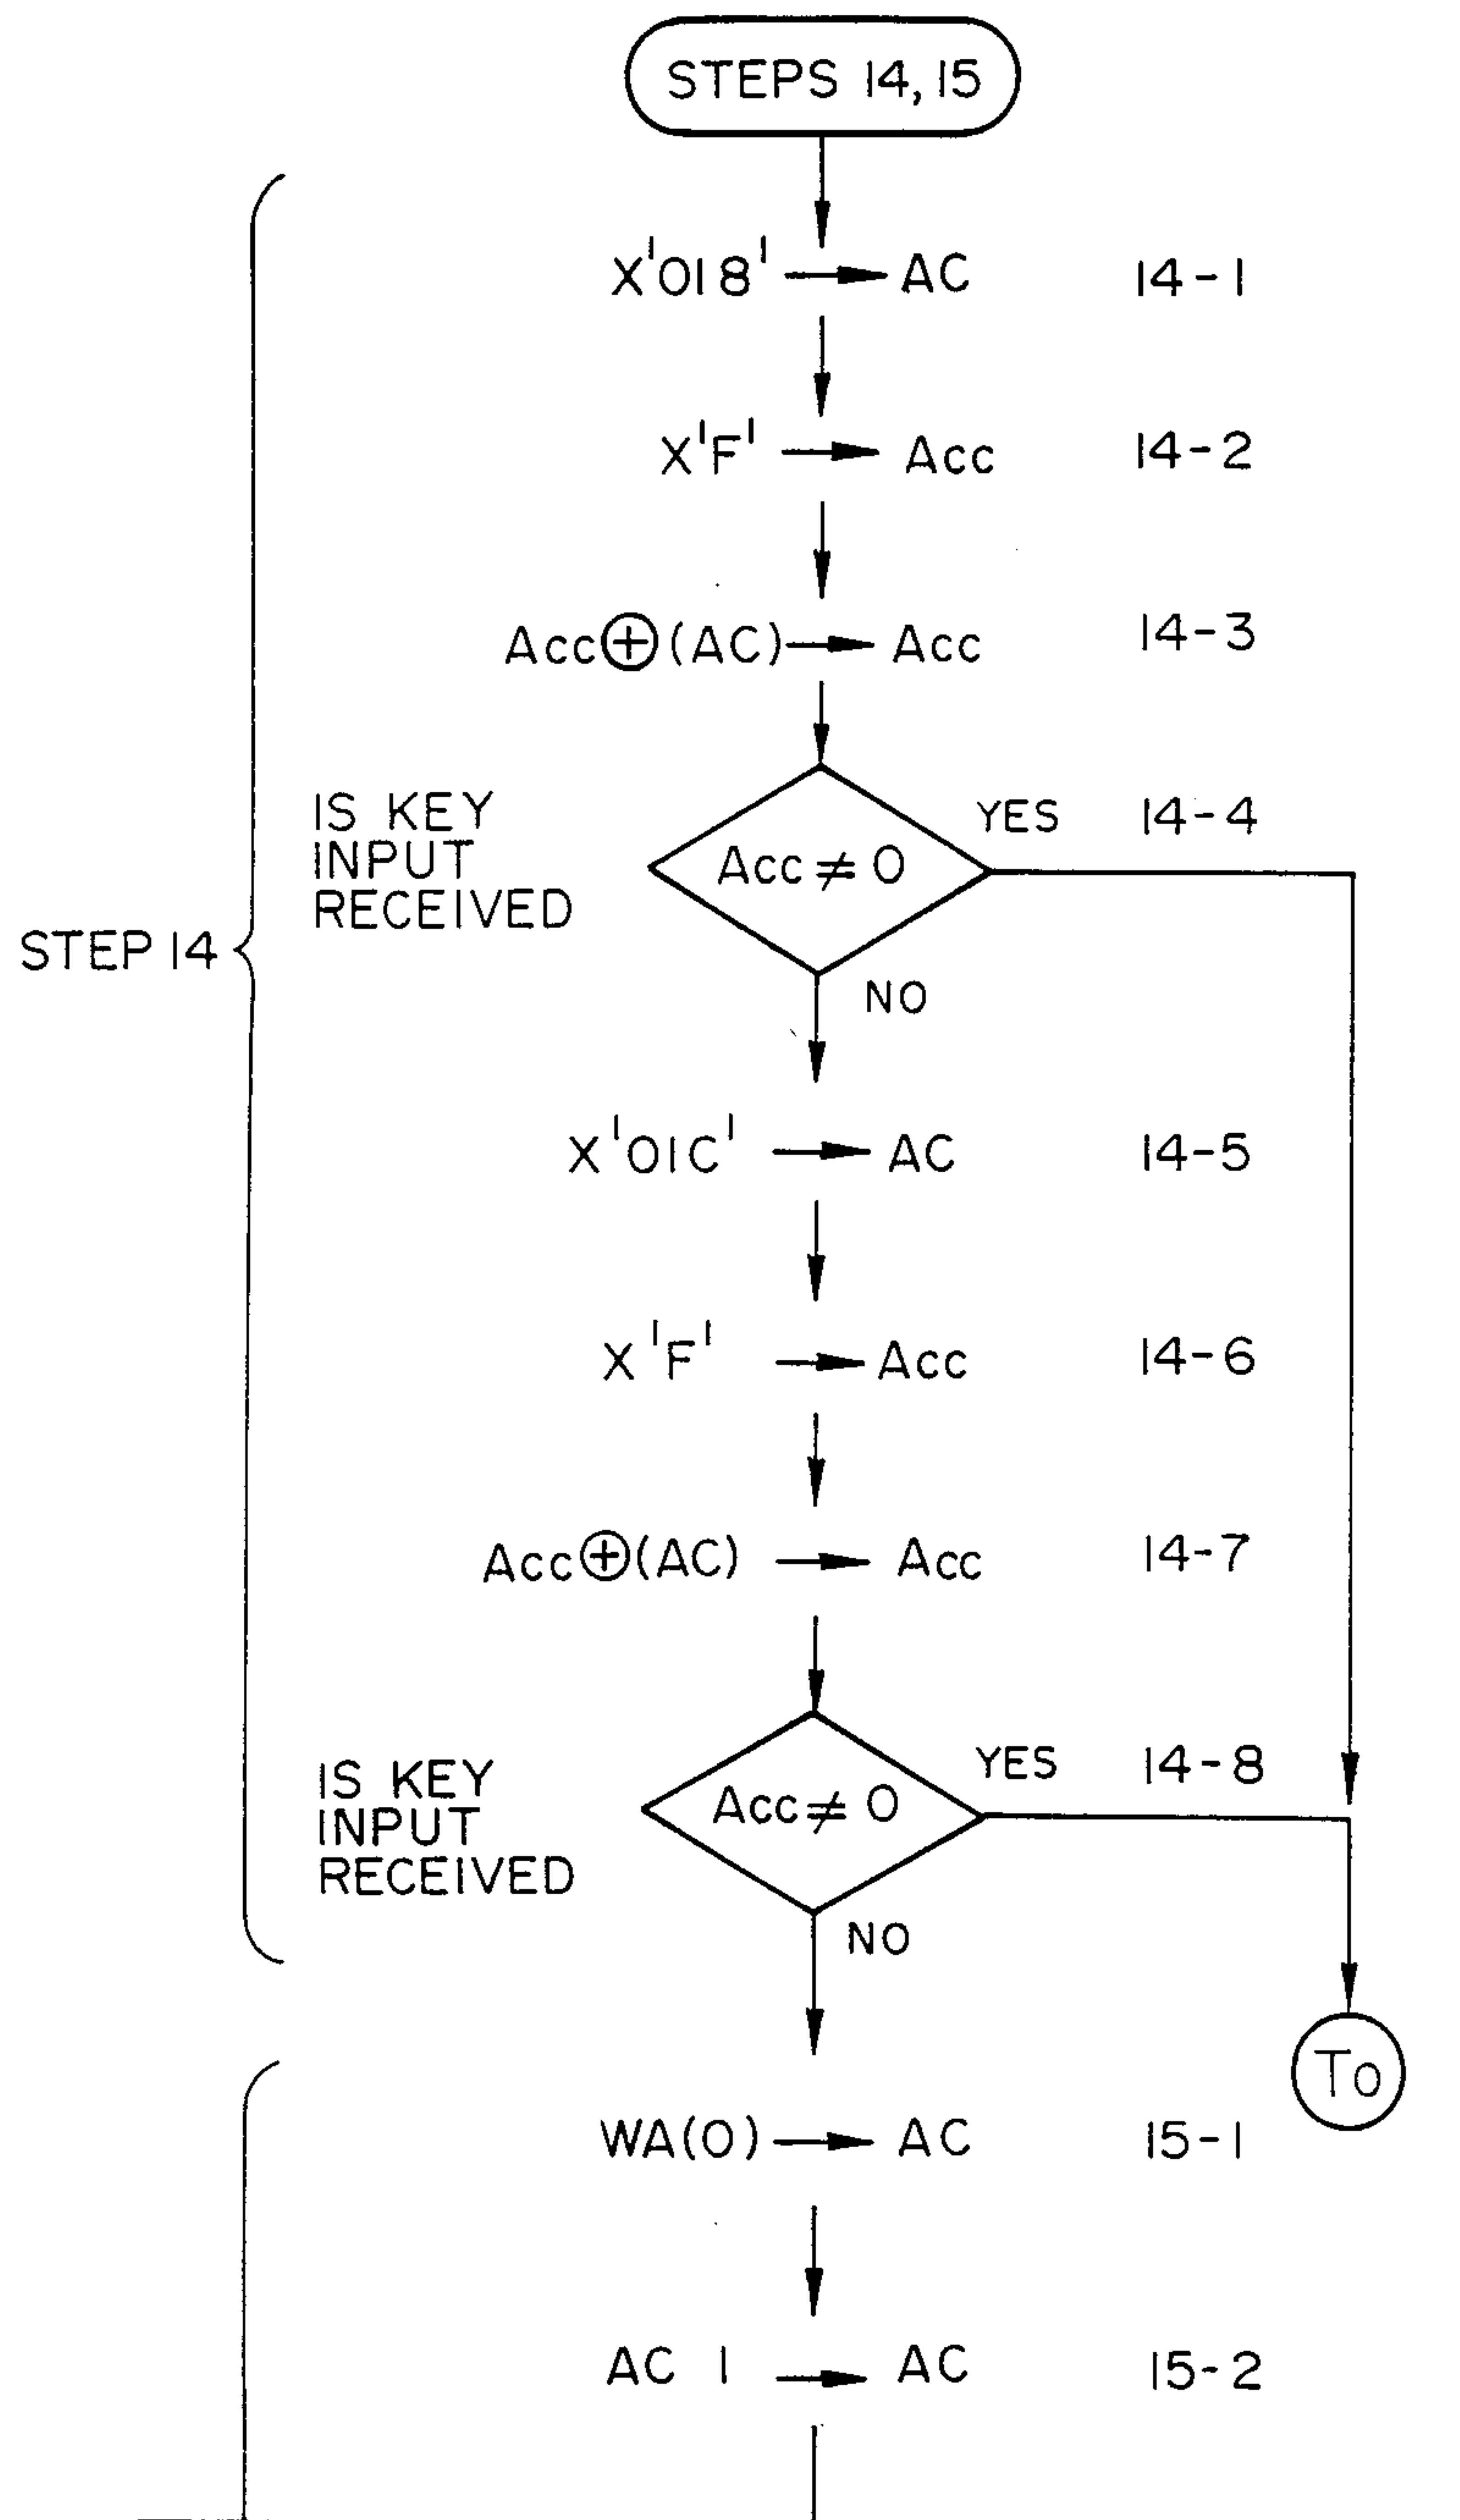 STEPS 14, 15
X'018' → AC 14-1
X'F' → Acc 14-2
Acc⊕(AC) → Acc 14-3
IS KEY
INPUT
RECEIVED
Acc ≠ 0
YES 14-4
STEP 14
NO
X'01C' → AC 14-5
X'F' → Acc 14-6
Acc⊕(AC) → Acc 14-7
IS KEY
INPUT
RECEIVED
Acc ≠ 0
YES 14-8
NO
To
WA(0) → AC 15-1
AC 1 → AC 15-2